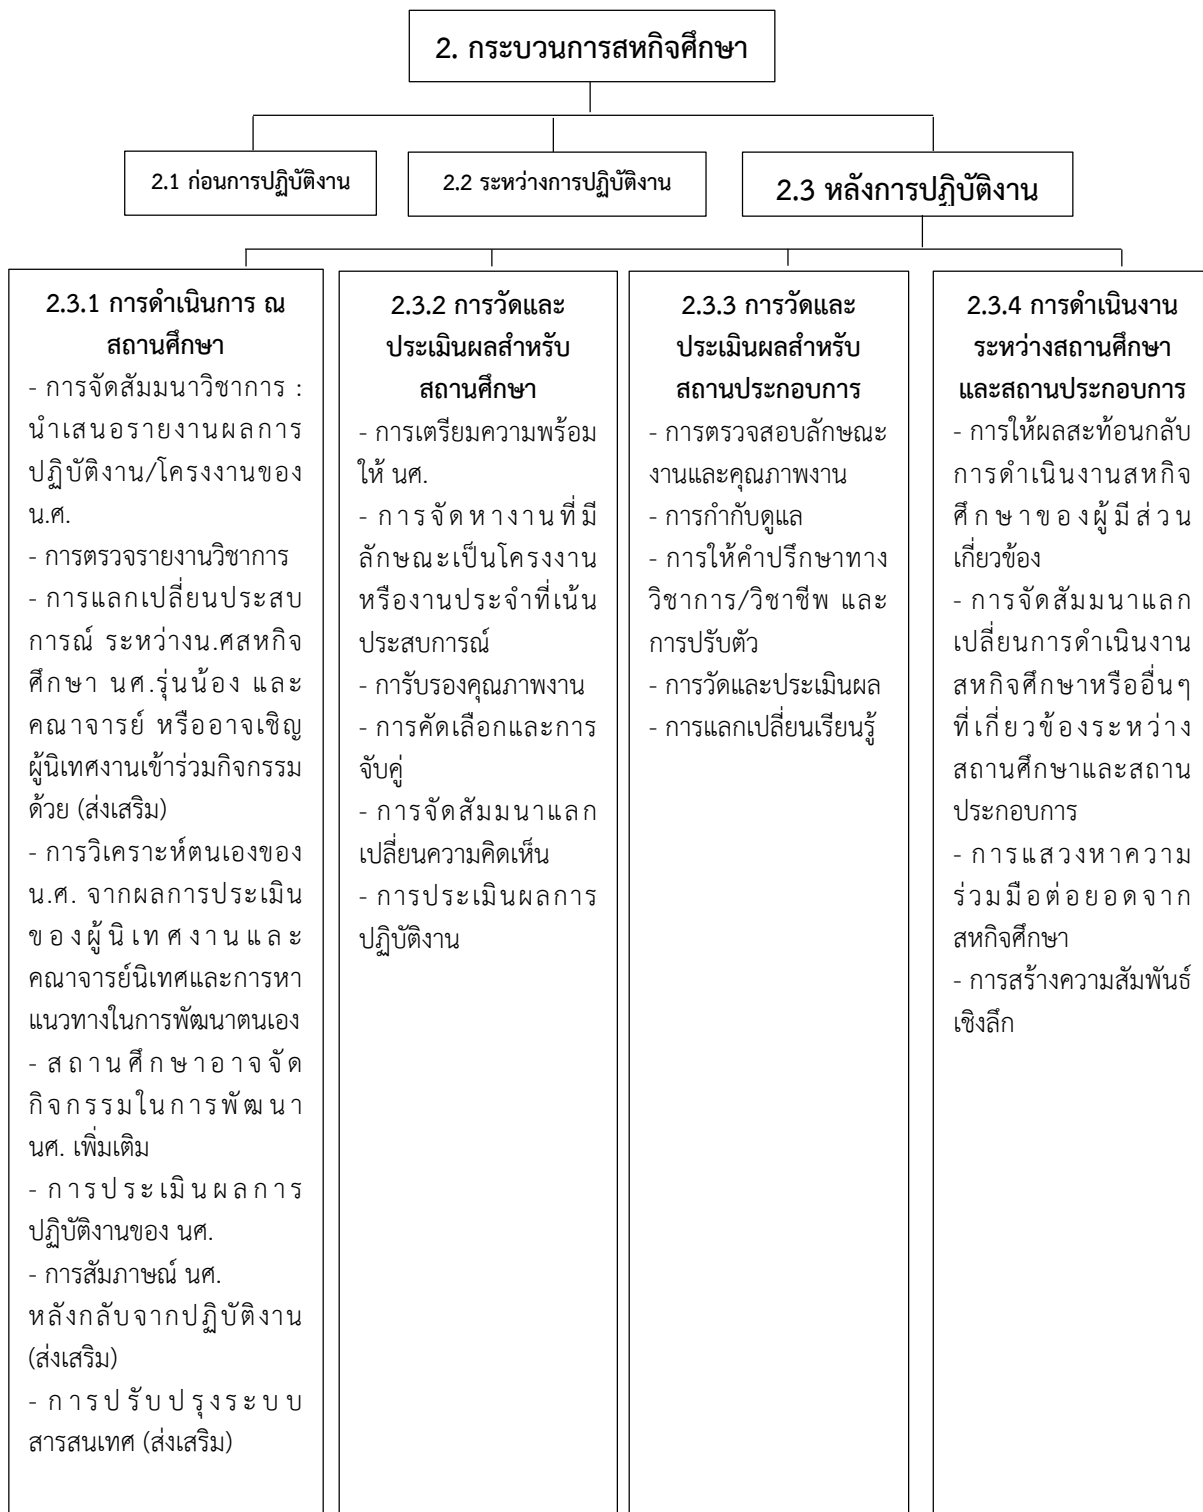 2. กระบวนการสหกิจศึกษา
2.1 ก่อนการปฏิบัติงาน
2.2 ระหว่างการปฏิบัติงาน
2.3 หลังการปฏิบัติงาน
2.3.1 การดำเนินการ ณ
สถานศึกษา
- การจัดสัมมนาวิชาการ :
นำเสนอรายงานผลการ
ปฏิบัติงาน/โครงงานของ
น.ศ.
- การตรวจรายงานวิชาการ
- การแลกเปลี่ยนประสบ
การณ์ ระหว่างน.ศสหกิจ
ศึกษา นศ.รุ่นน้อง และ
คณาจารย์ หรืออาจเชิญ
ผู้นิเทศงานเข้าร่วมกิจกรรม
ด้วย (ส่งเสริม)
- การวิเคราะห์ตนเองของ
น.ศ. จากผลการประเมิน
ของผู้นิเทศงานและ
คณาจารย์นิเทศและการหา
แนวทางในการพัฒนาตนเอง
- สถานศึกษาอาจจัด
กิจกรรมในการพัฒนา
นศ. เพิ่มเติม
- การประเมินผลการ
ปฏิบัติงานของ นศ.
- การสัมภาษณ์ นศ.
หลังกลับจากปฏิบัติงาน
(ส่งเสริม)
- การปรับปรุงระบบ
สารสนเทศ (ส่งเสริม)
2.3.2 การวัดและ
ประเมินผลสำหรับ
สถานศึกษา
- การเตรียมความพร้อม
ให้ นศ.
- การจัดหางานที่มี
ลักษณะเป็นโครงงาน
หรืองานประจำที่เน้น
ประสบการณ์
- การับรองคุณภาพงาน
- การคัดเลือกและการ
จับคู่
- การจัดสัมมนาแลก
เปลี่ยนความคิดเห็น
- การประเมินผลการ
ปฏิบัติงาน
2.3.3 การวัดและ
ประเมินผลสำหรับ
สถานประกอบการ
- การตรวจสอบลักษณะ
งานและคุณภาพงาน
- การกำกับดูแล
- การให้คำปรึกษาทาง
วิชาการ/วิชาชีพ และ
การปรับตัว
- การวัดและประเมินผล
- การแลกเปลี่ยนเรียนรู้
2.3.4 การดำเนินงาน
ระหว่างสถานศึกษา
และสถานประกอบการ
- การให้ผลสะท้อนกลับ
การดำเนินงานสหกิจ
ศึกษาของผู้มีส่วน
เกี่ยวข้อง
- การจัดสัมมนาแลก
เปลี่ยนการดำเนินงาน
สหกิจศึกษาหรืออื่นๆ
ที่เกี่ยวข้องระหว่าง
สถานศึกษาและสถาน
ประกอบการ
- การแสวงหาความ
ร่วมมือต่อยอดจาก
สหกิจศึกษา
- การสร้างความสัมพันธ์
เชิงลึก